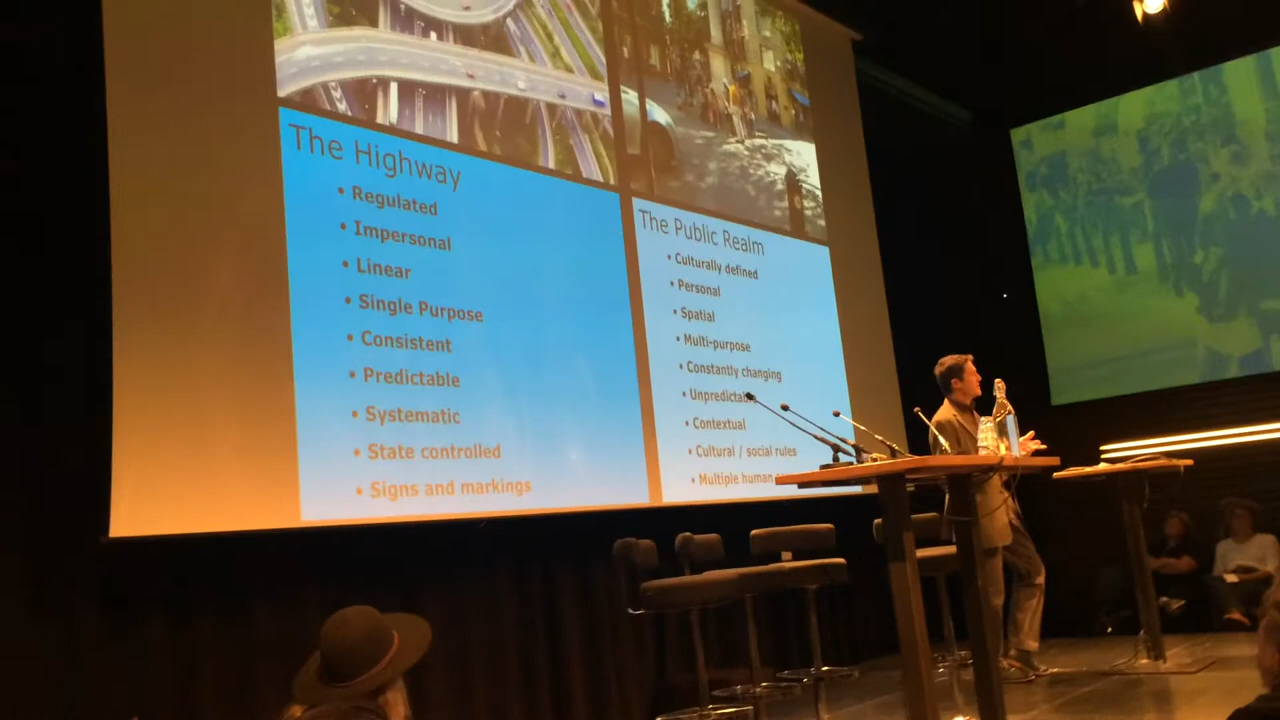 The Highway
• Regulated
• Impersonal
• Linear
• Single Purpose
• Consistent
• Predictable
• Systematic
• State controlled
• Signs and markings
The Public Realm
• Culturally defined
• Personal
• Spatial
• Multi-purpose
• Constantly changing
• Unpredictable
• Contextual
• Cultural / social rules
• Multiple human